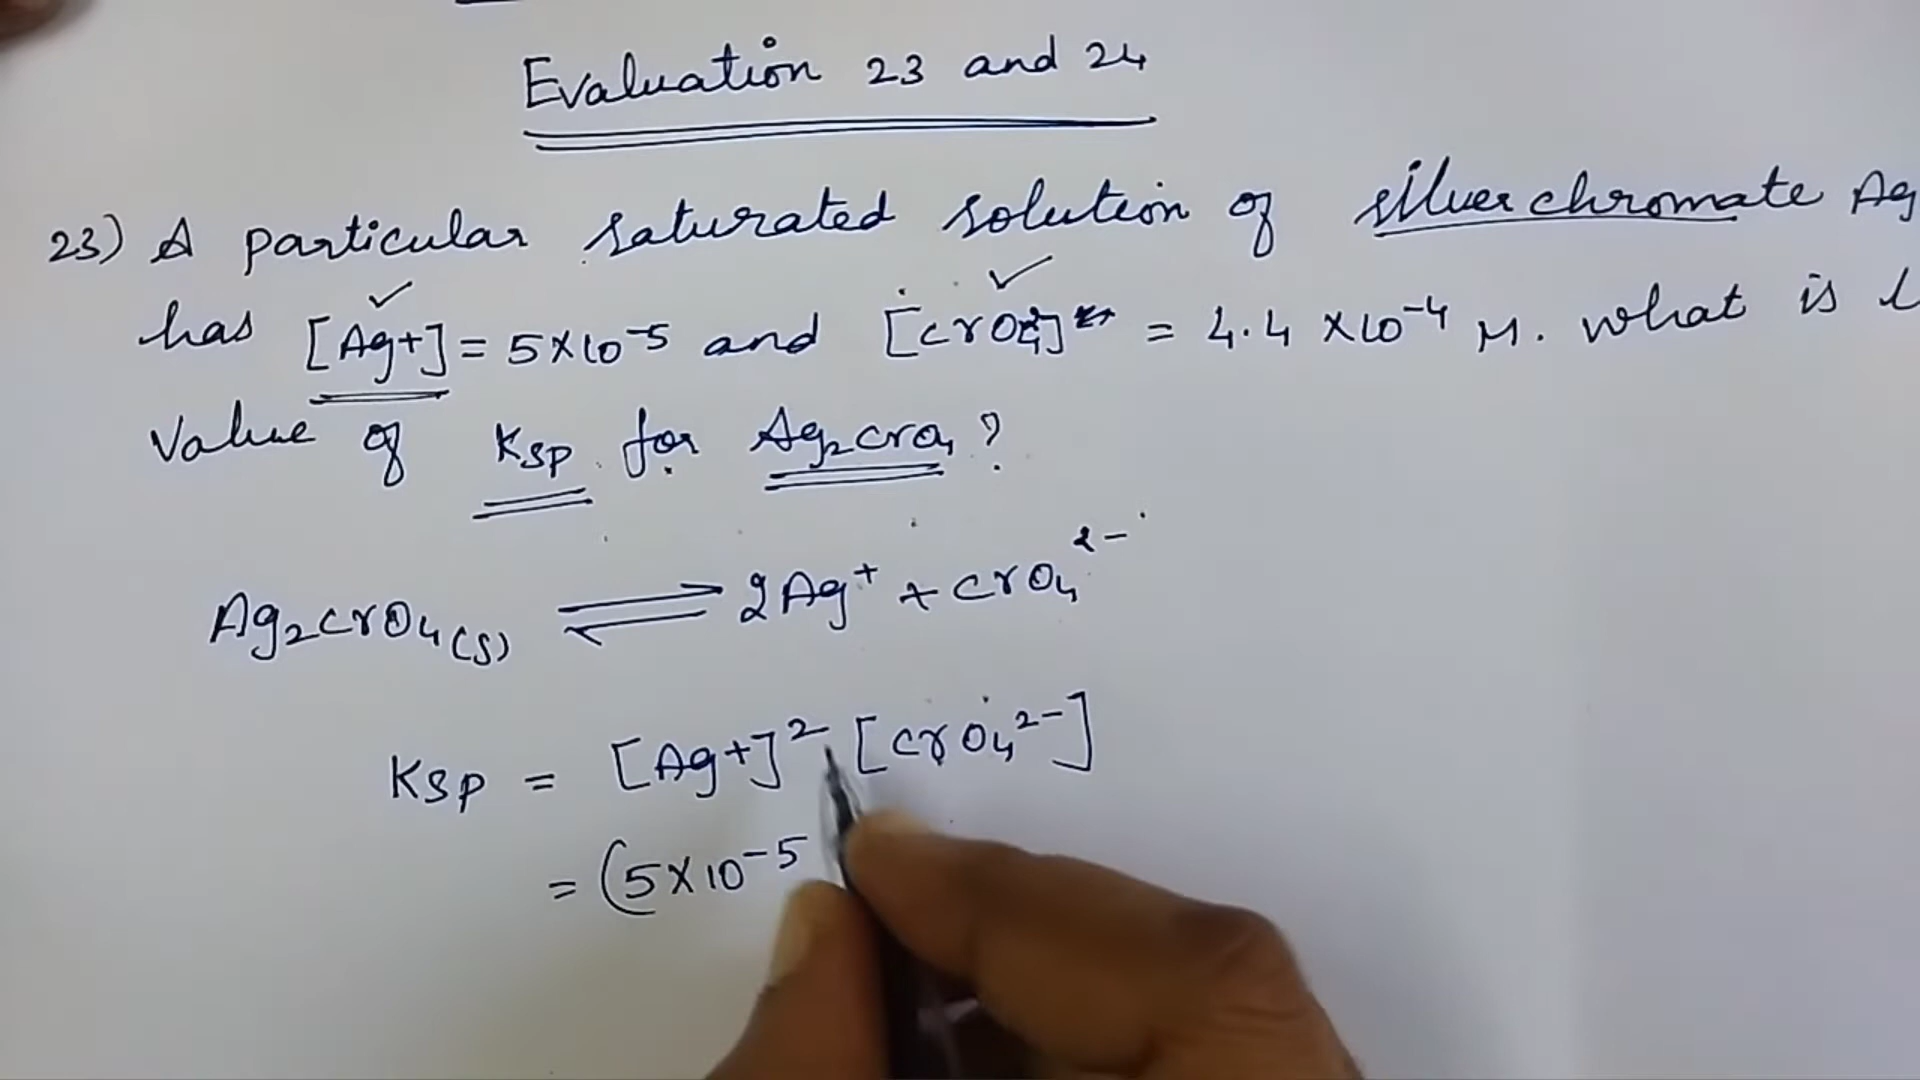 Evaluation 23 and 24
23) A particular saturated solution of silver chromate Ag
has [Ag+] = 5×10⁻⁵ and [CrO₄²⁻] = 4.4 ×10⁻⁴ M. what is
value of Ksp for Ag₂CrO₄ ?
Ag₂CrO₄(s) ⇌ 2Ag⁺ + CrO₄²⁻
Ksp = [Ag+]² [CrO₄²⁻]
= (5×10⁻⁵